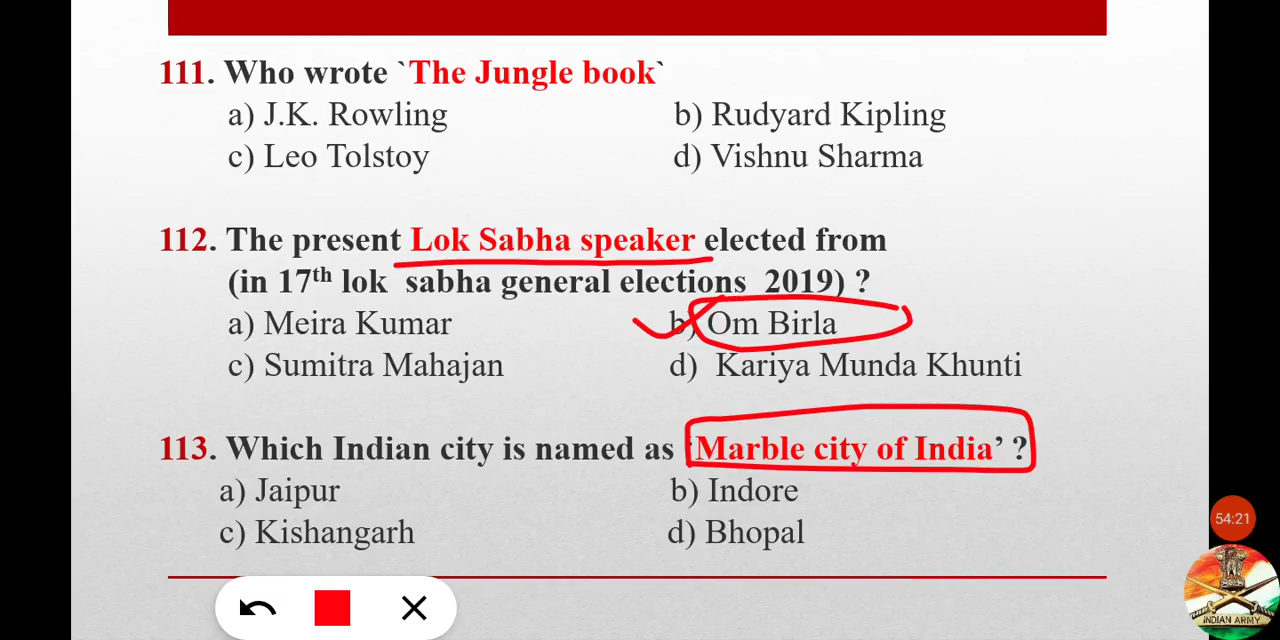 111. Who wrote `The Jungle book`
a) J.K. Rowling b) Rudyard Kipling
c) Leo Tolstoy d) Vishnu Sharma
112. The present Lok Sabha speaker elected from
(in 17th lok sabha general elections 2019) ?
a) Meira Kumar b) Om Birla
c) Sumitra Mahajan d) Kariya Munda Khunti
113. Which Indian city is named as ‘Marble city of India’ ?
a) Jaipur b) Indore
c) Kishangarh d) Bhopal
54:21
INDIAN ARMY